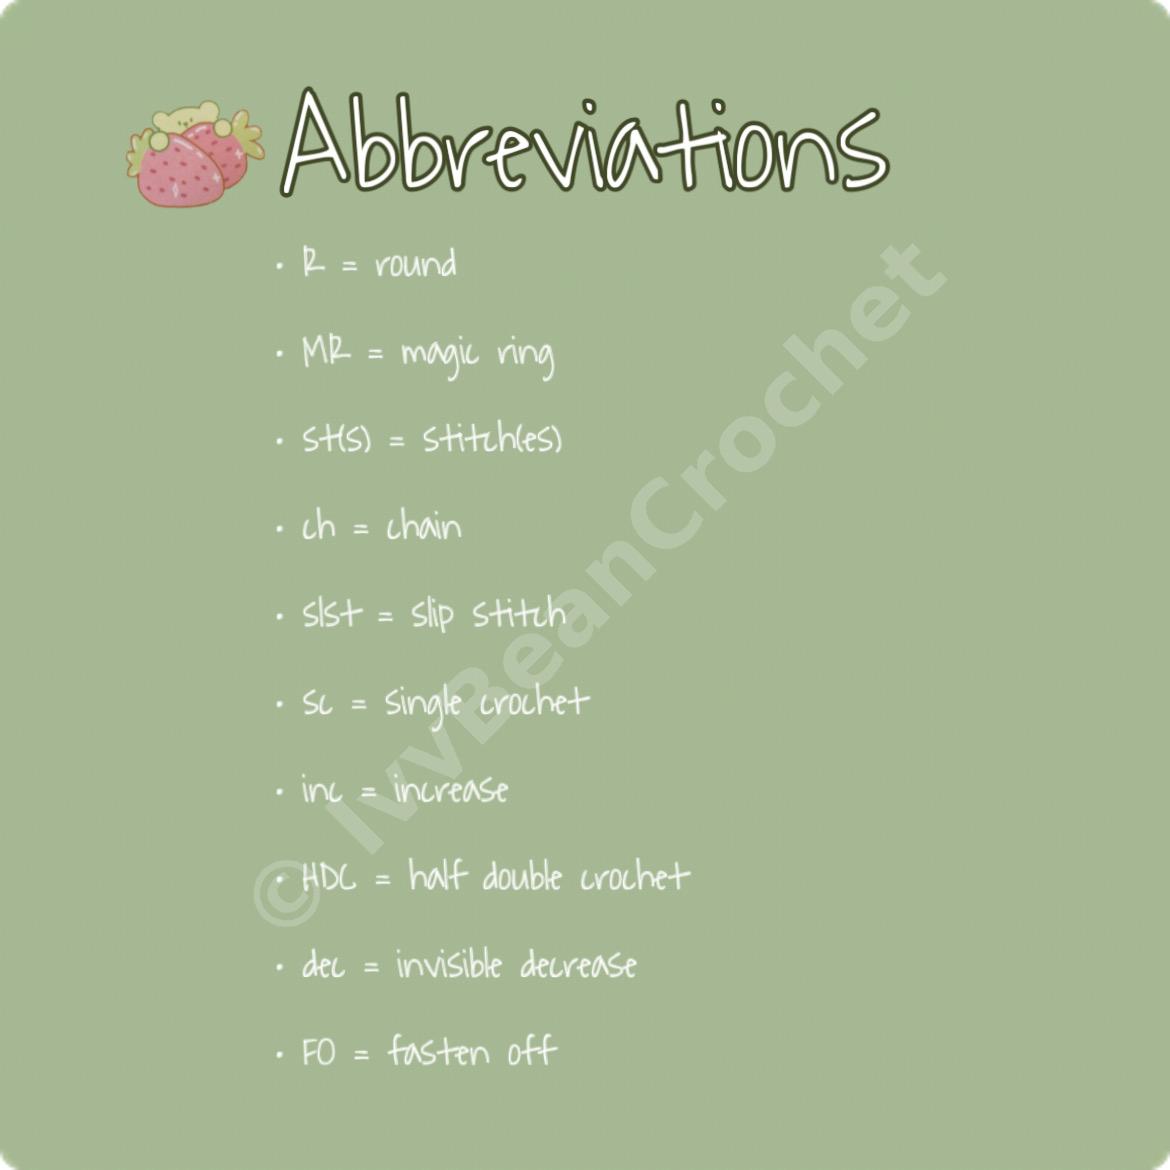 Abbreviations
• R = round
• MR = magic ring
• st(s) = stitch(es)
• ch = chain
• slst = slip stitch
• sc = single crochet
• inc = increase
• HDC = half double crochet
• dec = invisible decrease
• FO = fasten off
© IvvBeanCrochet